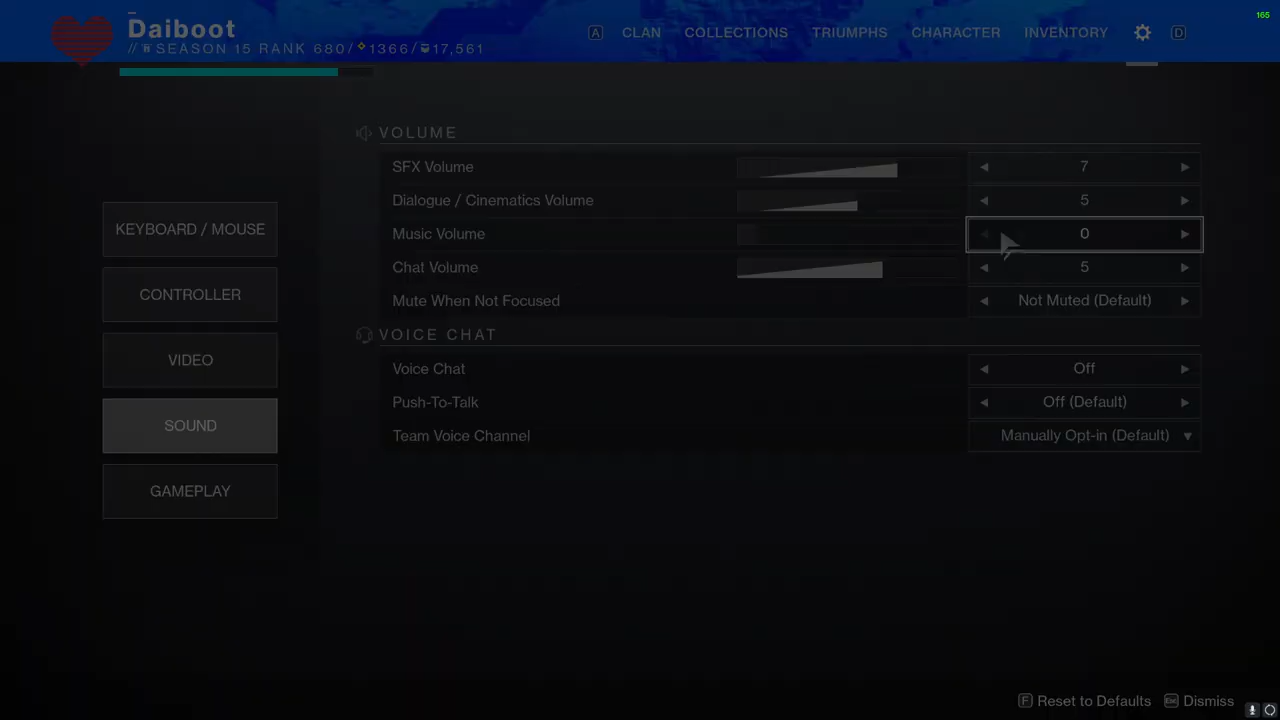 165
Daiboot
// SEASON 15 RANK 680/ 1366/ 17,561
A CLAN COLLECTIONS TRIUMPHS CHARACTER INVENTORY D
VOLUME
SFX Volume 7
Dialogue / Cinematics Volume 5
Music Volume 0
Chat Volume 5
Mute When Not Focused Not Muted (Default)
VOICE CHAT
Voice Chat Off
Push-To-Talk Off (Default)
Team Voice Channel Manually Opt-in (Default)
KEYBOARD / MOUSE
CONTROLLER
VIDEO
SOUND
GAMEPLAY
F Reset to Defaults Esc Dismiss